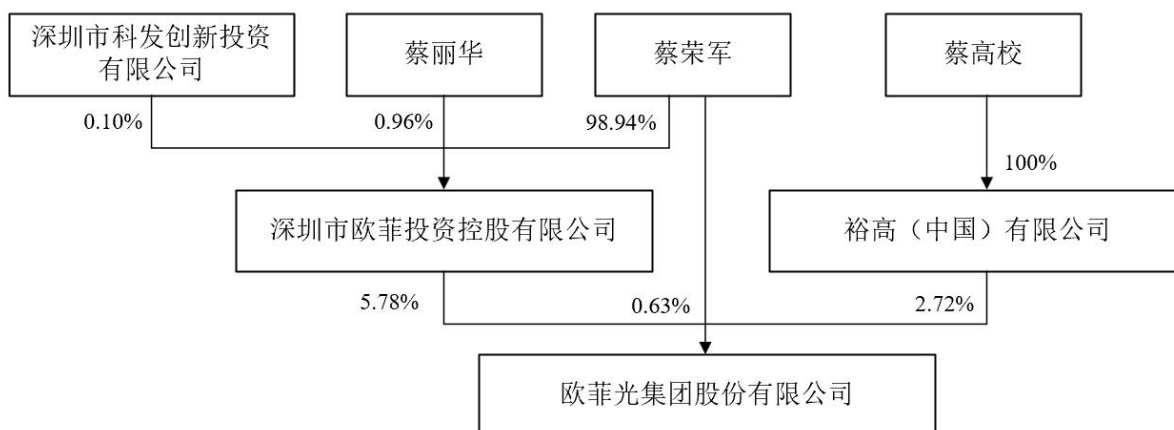 深圳市科发创新投资
有限公司
蔡丽华
蔡荣军
蔡高校
0.10%
0.96%
98.94%
100%
深圳市欧菲投资控股有限公司
裕高（中国）有限公司
5.78%
0.63%
2.72%
欧菲光集团股份有限公司